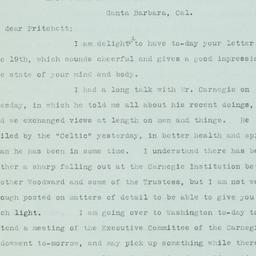 Santa Barbara, Cal.
dear Pritchett:
I am delight to have to-day your letter
e 19th, which sounds cheerful and gives a good impressio
e state of your mind and body.
I had a long talk with Mr. Carnegie on
esday, in which he told me all about his recent doings,
d we exchanged views at length on men and things. He
iled by the "Celtic" yesterday, in better health and sp
an he has been in some time. I understand there has be
ther a sharp falling out at the Carnegie Institution be
other Woodward and some of the Trustees, but I am not we
ough posted on matters of detail to be able to give you
ch light. I am going over to Washington to-day to
tend a meeting of the Executive Committee of the Carneg
dowment to-morrow, and may pick up something while there